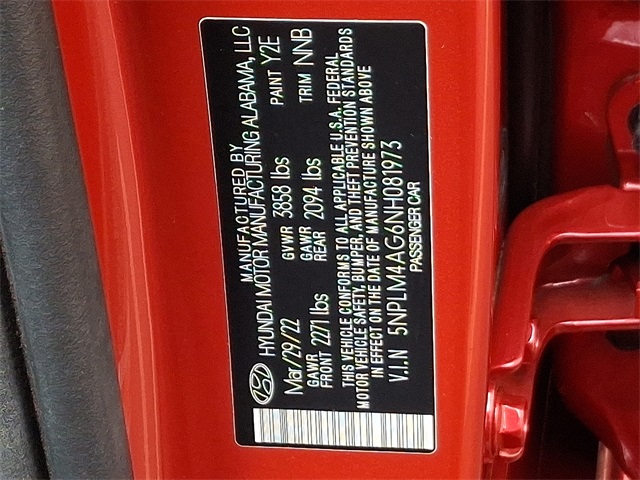 MANUFACTURED BY
HYUNDAI MOTOR MANUFACTURING ALABAMA, LLC
Mar/29/22 GVWR 3858 lbs PAINT Y2E
GAWR FRONT 2271 lbs GAWR REAR 2094 lbs TRIM NNB
THIS VEHICLE CONFORMS TO ALL APPLICABLE U.S.A. FEDERAL
MOTOR VEHICLE SAFETY, BUMPER, AND THEFT PREVENTION STANDARDS
IN EFFECT ON THE DATE OF MANUFACTURE SHOWN ABOVE
V.I.N 5NPLM4AG6NH081973
PASSENGER CAR